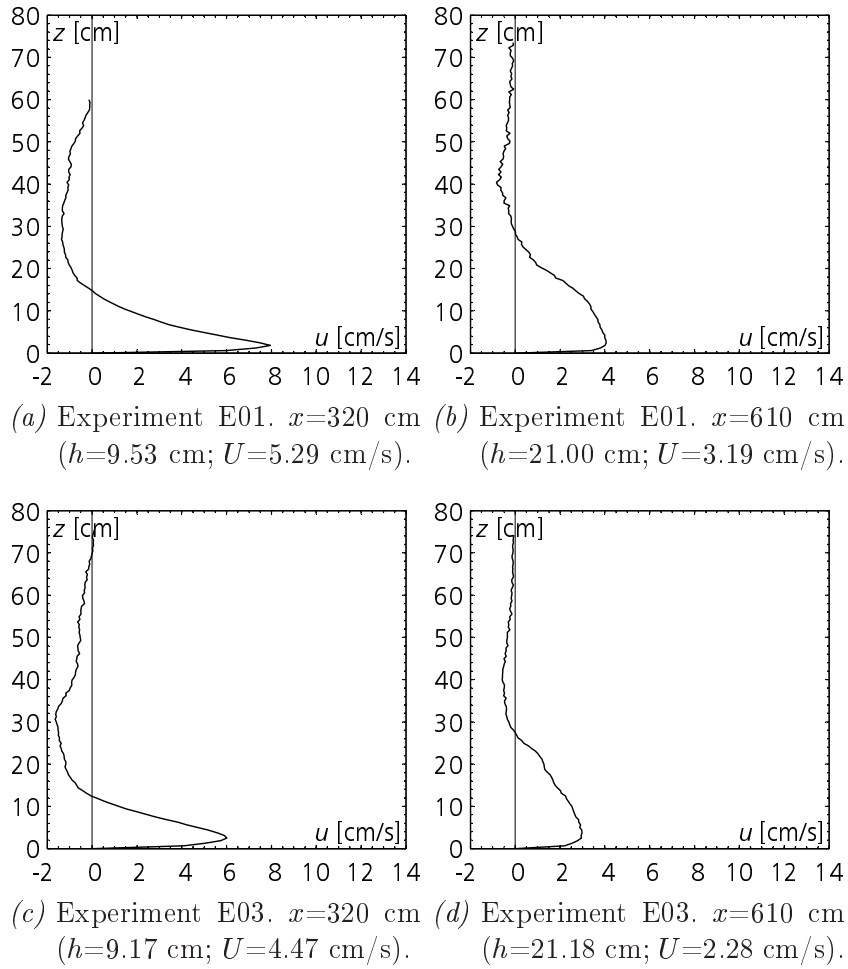 80
z [cm]
70
60
50
40
30
20
10
u [cm/s]
0
-2 0 2 4 6 8 10 12 14
(a) Experiment E01. x=320 cm
(h=9.53 cm; U=5.29 cm/s).
80
z [cm]
70
60
50
40
30
20
10
u [cm/s]
0
-2 0 2 4 6 8 10 12 14
(b) Experiment E01. x=610 cm
(h=21.00 cm; U=3.19 cm/s).
80
z [cm]
70
60
50
40
30
20
10
u [cm/s]
0
-2 0 2 4 6 8 10 12 14
(c) Experiment E03. x=320 cm
(h=9.17 cm; U=4.47 cm/s).
80
z [cm]
70
60
50
40
30
20
10
u [cm/s]
0
-2 0 2 4 6 8 10 12 14
(d) Experiment E03. x=610 cm
(h=21.18 cm; U=2.28 cm/s).